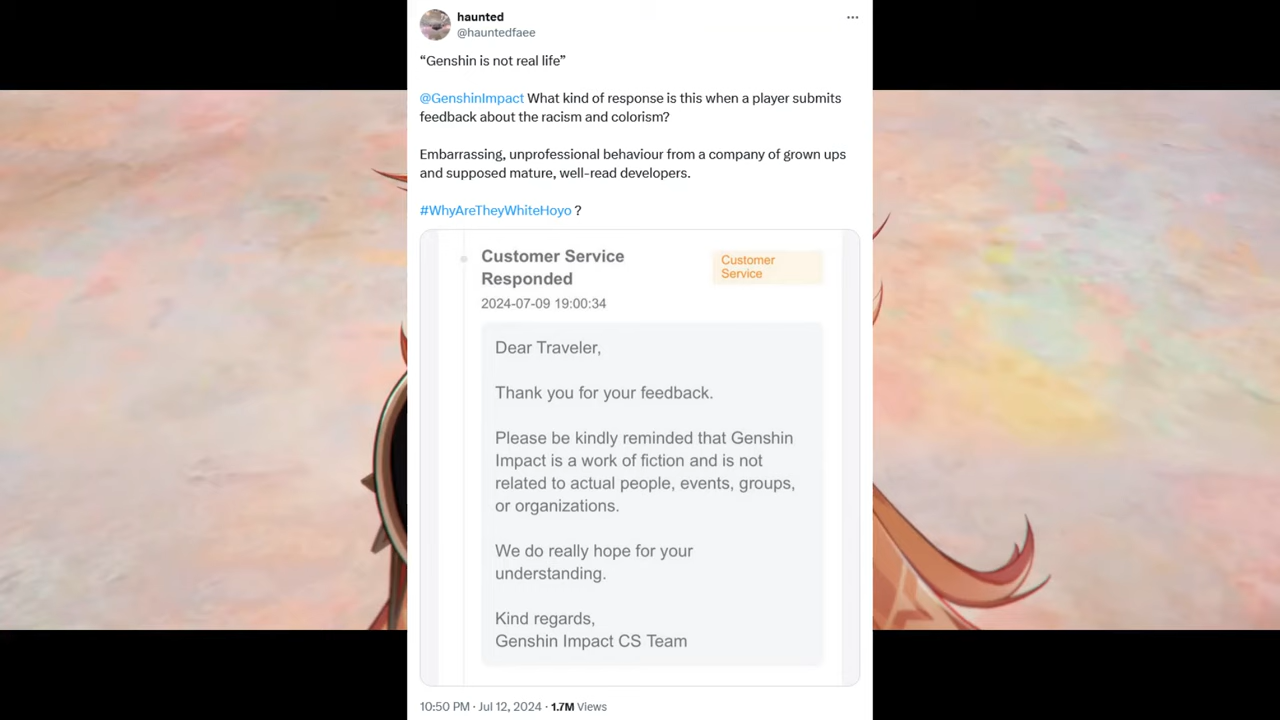 haunted
@hauntedfaee
“Genshin is not real life”
@GenshinImpact What kind of response is this when a player submits
feedback about the racism and colorism?
Embarrassing, unprofessional behaviour from a company of grown ups
and supposed mature, well-read developers.
#WhyAreTheyWhiteHoyo ?
Customer Service
Responded
Customer
Service
2024-07-09 19:00:34
Dear Traveler,
Thank you for your feedback.
Please be kindly reminded that Genshin
Impact is a work of fiction and is not
related to actual people, events, groups,
or organizations.
We do really hope for your
understanding.
Kind regards,
Genshin Impact CS Team
10:50 PM · Jul 12, 2024 · 1.7M Views